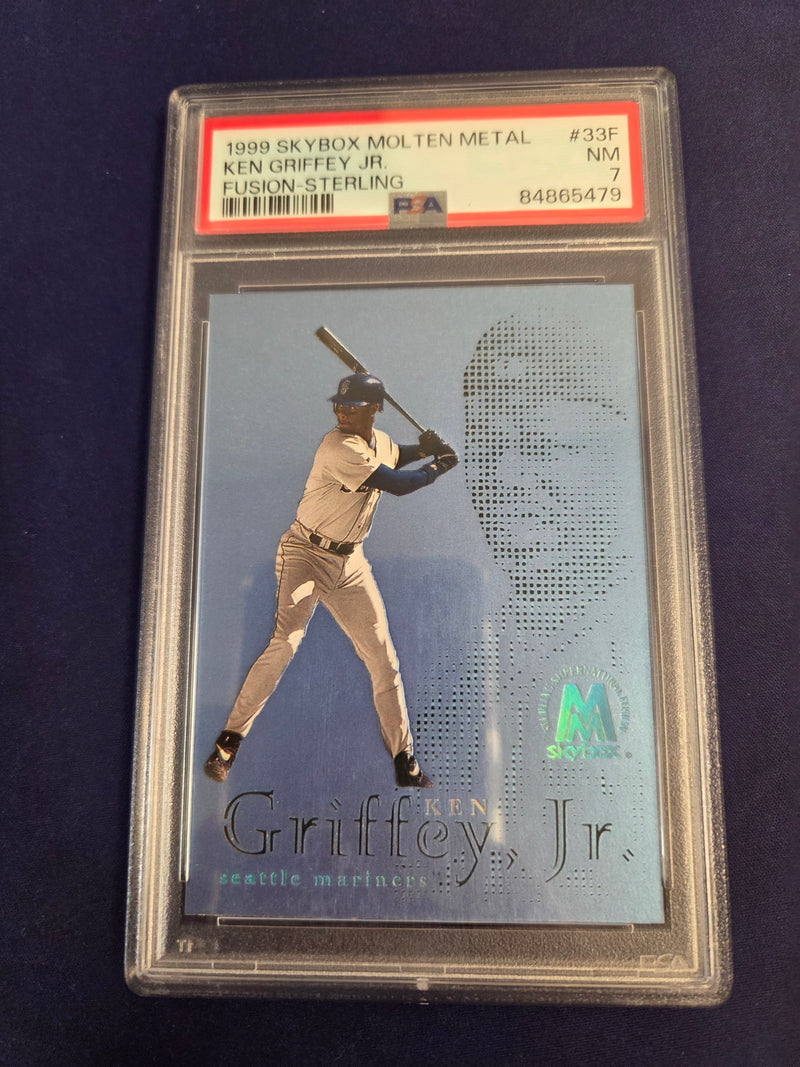 1999 SKYBOX MOLTEN METAL #33F
KEN GRIFFEY JR. NM
FUSION-STERLING 7
PSA 84865479
MM
skybox®
KEN
Griffey, Jr.
seattle mariners
PSA